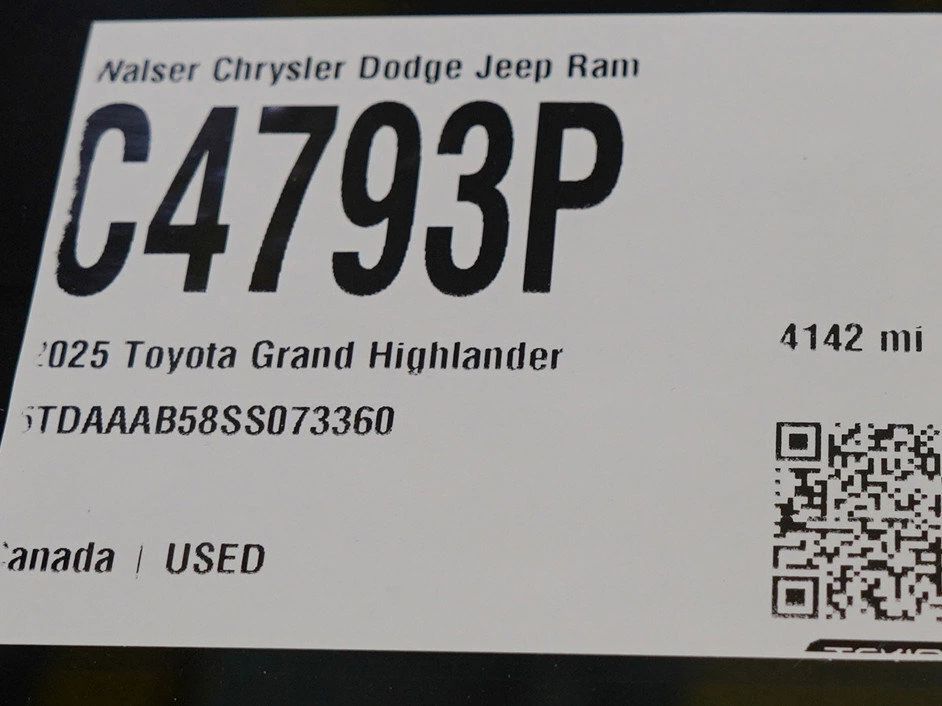 Walser Chrysler Dodge Jeep Ram
C4793P
2025 Toyota Grand Highlander
4142 mi
5TDAAAB58SS073360
Canada | USED